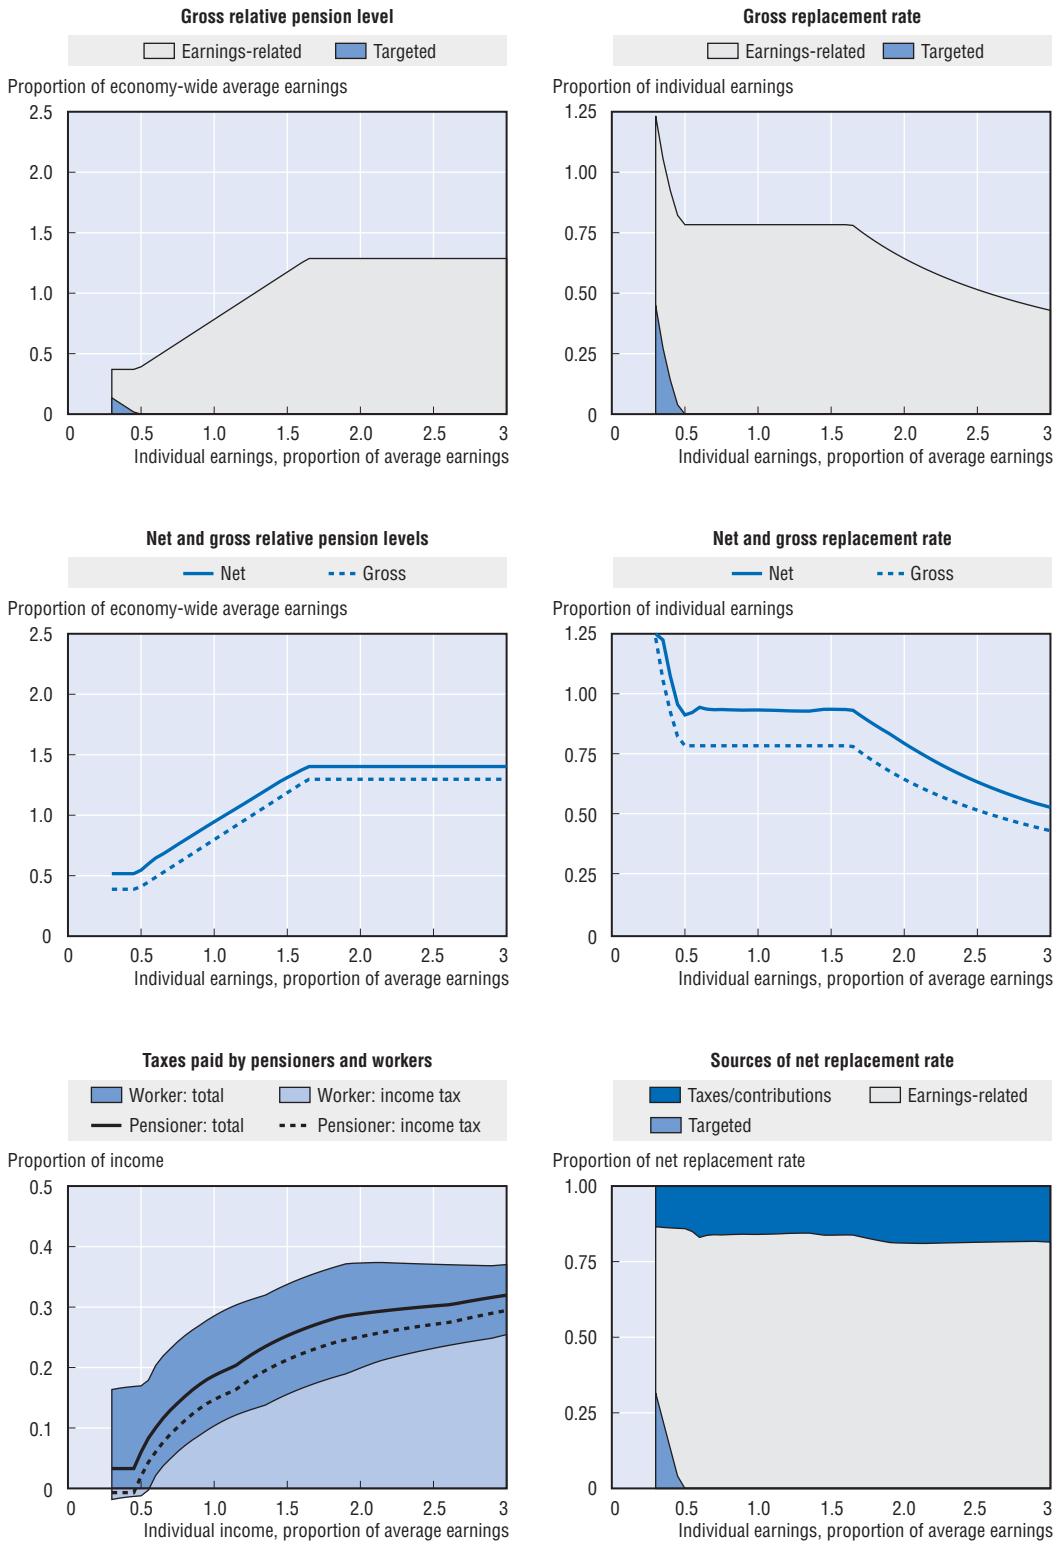 Gross relative pension level
Earnings-related Targeted
Proportion of economy-wide average earnings
2.5
2.0
1.5
1.0
0.5
0
0 0.5 1.0 1.5 2.0 2.5 3
Individual earnings, proportion of average earnings
Gross replacement rate
Earnings-related Targeted
Proportion of individual earnings
1.25
1.00
0.75
0.50
0.25
0
0 0.5 1.0 1.5 2.0 2.5 3
Individual earnings, proportion of average earnings
Net and gross relative pension levels
Net Gross
Proportion of economy-wide average earnings
2.5
2.0
1.5
1.0
0.5
0
0 0.5 1.0 1.5 2.0 2.5 3
Individual earnings, proportion of average earnings
Net and gross replacement rate
Net Gross
Proportion of individual earnings
1.25
1.00
0.75
0.50
0.25
0
0 0.5 1.0 1.5 2.0 2.5 3
Individual earnings, proportion of average earnings
Taxes paid by pensioners and workers
Worker: total Worker: income tax
Pensioner: total Pensioner: income tax
Proportion of income
0.5
0.4
0.3
0.2
0.1
0
0 0.5 1.0 1.5 2.0 2.5 3
Individual income, proportion of average earnings
Sources of net replacement rate
Taxes/contributions Earnings-related
Targeted
Proportion of net replacement rate
1.00
0.75
0.50
0.25
0
0 0.5 1.0 1.5 2.0 2.5 3
Individual earnings, proportion of average earnings